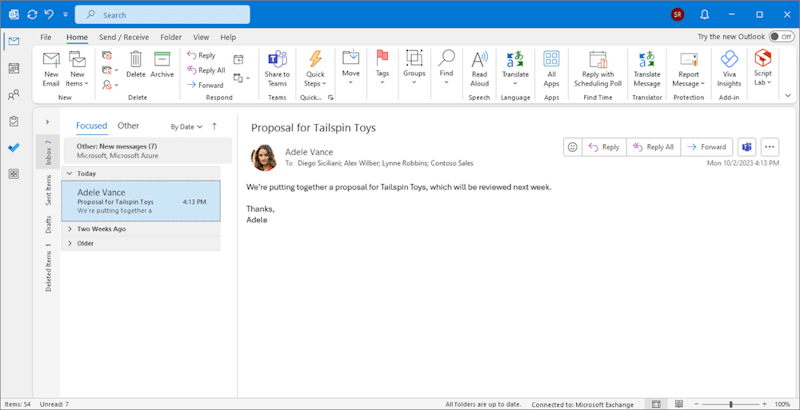 Search
SR
File Home Send / Receive Folder View Help
Try the new Outlook Off
New Email
New Items
Delete
Archive
Reply
Reply All
Forward
Share to Teams
Quick Steps
Move
Tags
Groups
Find
Read Aloud
Translate
All Apps
Reply with Scheduling Poll
Translate Message
Report Message
Viva Insights
Script Lab
New
Delete
Respond
Teams
Quick...
Speech
Language
Apps
Find Time
Translator
Protection
Add-in
Inbox 7
Sent Items
Drafts
Deleted Items 1
Focused Other By Date
Other: New messages (7)
Microsoft, Microsoft Azure
Today
Adele Vance
Proposal for Tailspin Toys 4:13 PM
We're putting together a
Two Weeks Ago
Older
Proposal for Tailspin Toys
Adele Vance
To Diego Siciliani; Alex Wilber; Lynne Robbins; Contoso Sales
Reply Reply All Forward
Mon 10/2/2023 4:13 PM
We're putting together a proposal for Tailspin Toys, which will be reviewed next week.
Thanks,
Adele
Items: 54 Unread: 7 All folders are up to date. Connected to: Microsoft Exchange 100%